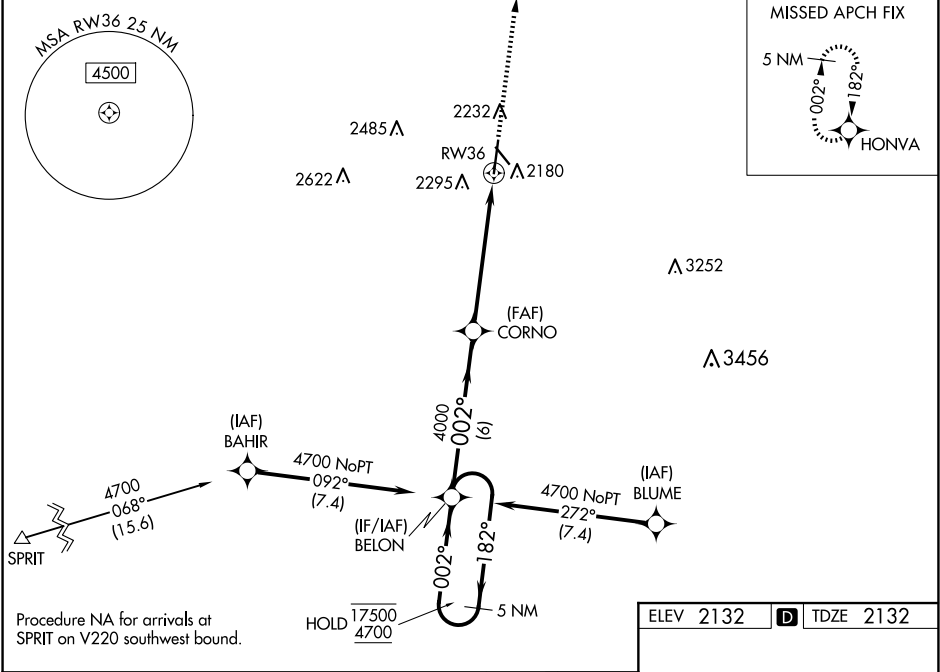 MSA RW36 25 NM
4500
MISSED APCH FIX
5 NM
002°
182°
HONVA
2485
2232
RW36
2622
2295
2180
3252
(FAF)
CORNO
3456
4000
002°
(6)
(IAF)
BAHIR
4700 NoPT
092°
(7.4)
4700
068°
(15.6)
SPRIT
(IF/IAF)
BELON
4700 NoPT
272°
(7.4)
(IAF)
BLUME
002°
182°
HOLD 17500
4700
5 NM
Procedure NA for arrivals at
SPRIT on V220 southwest bound.
ELEV 2132 D TDZE 2132